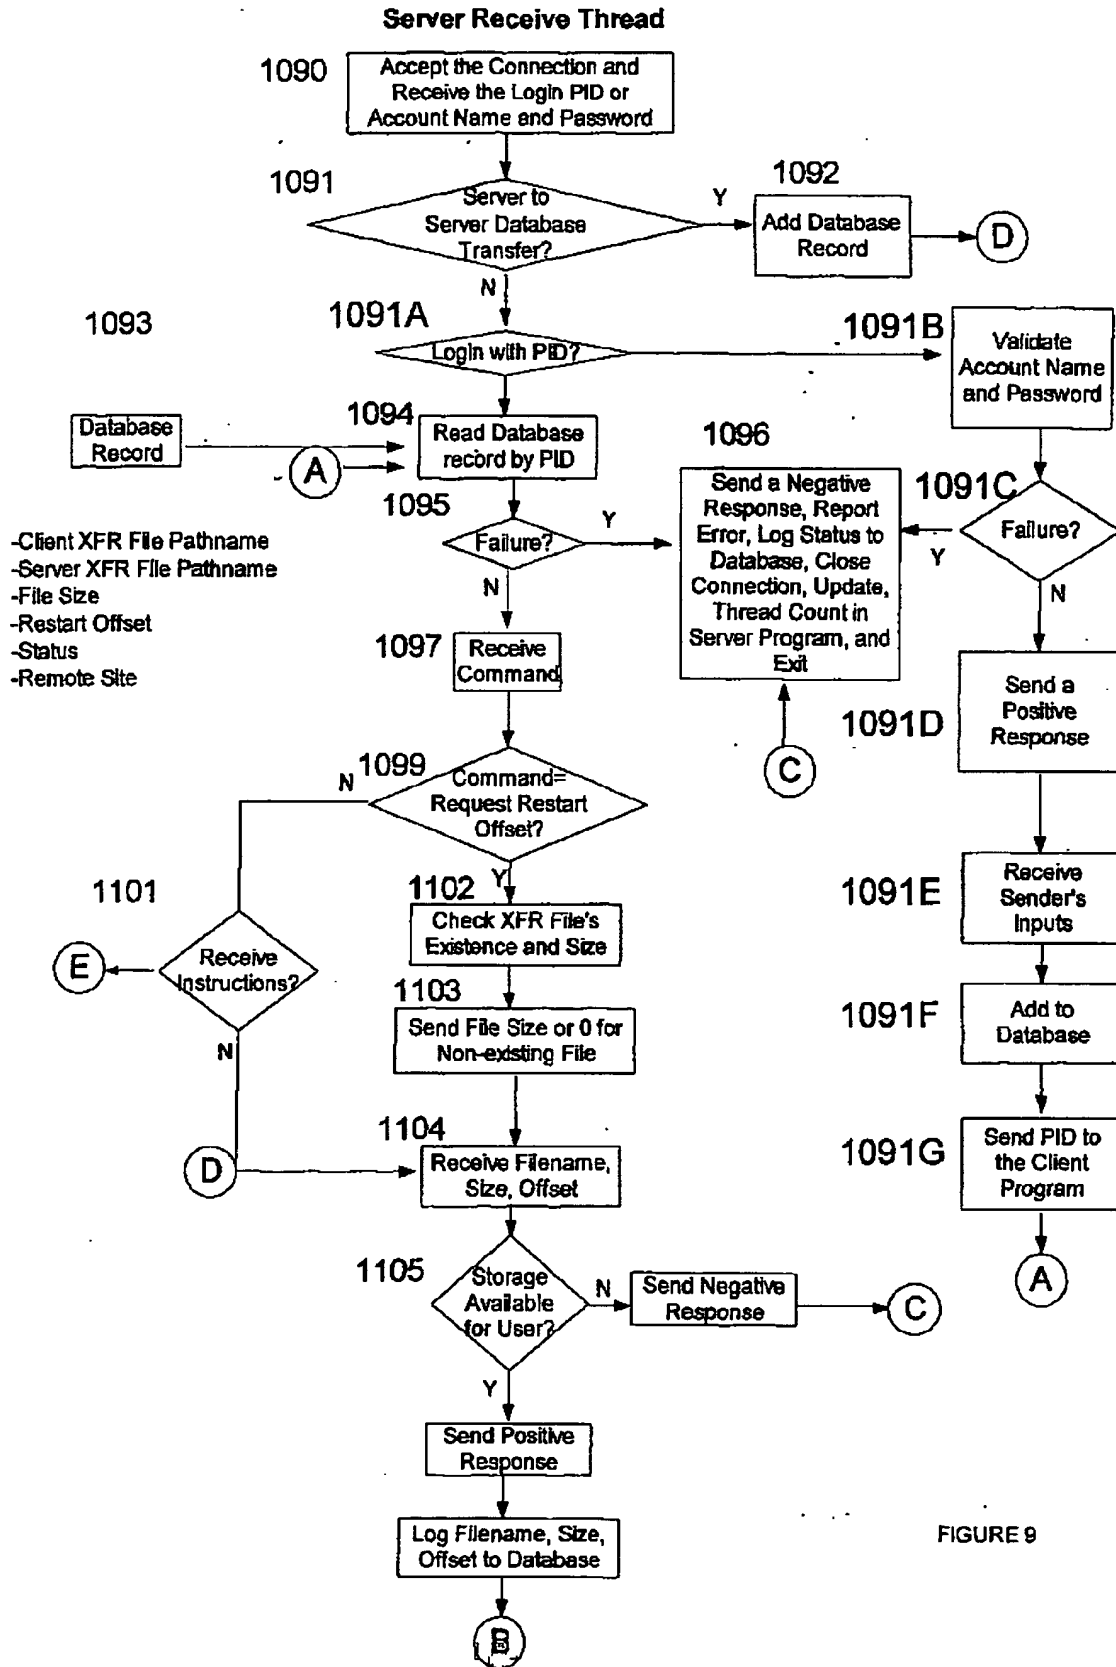 Server Receive Thread
1090
Accept the Connection and
Receive the Login PID or
Account Name and Password
1091
Server to
Server Database
Transfer?
Y
1092
Add Database
Record
D
N
1093
1091A
Login with PID?
1091B
Validate
Account Name
and Password
Database
Record
A
1094
Read Database
record by PID
1095
Failure?
Y
N
1096
Send a Negative
Response, Report
Error, Log Status to
Database, Close
Connection, Update,
Thread Count in
Server Program, and
Exit
C
1091C
Failure?
Y
N
-Client XFR File Pathname
-Server XFR File Pathname
-File Size
-Restart Offset
-Status
-Remote Site
1097
Receive
Command
1091D
Send a
Positive
Response
1099
Command=
Request Restart
Offset?
N
Y
1101
Receive
Instructions?
E
N
1102
Check XFR File's
Existence and Size
1091E
Receive
Sender's
Inputs
1103
Send File Size or 0 for
Non-existing File
1091F
Add to
Database
D
1104
Receive Filename,
Size, Offset
1091G
Send PID to
the Client
Program
A
1105
Storage
Available
for User?
N
Send Negative
Response
C
Y
Send Positive
Response
Log Filename, Size,
Offset to Database
FIGURE 9